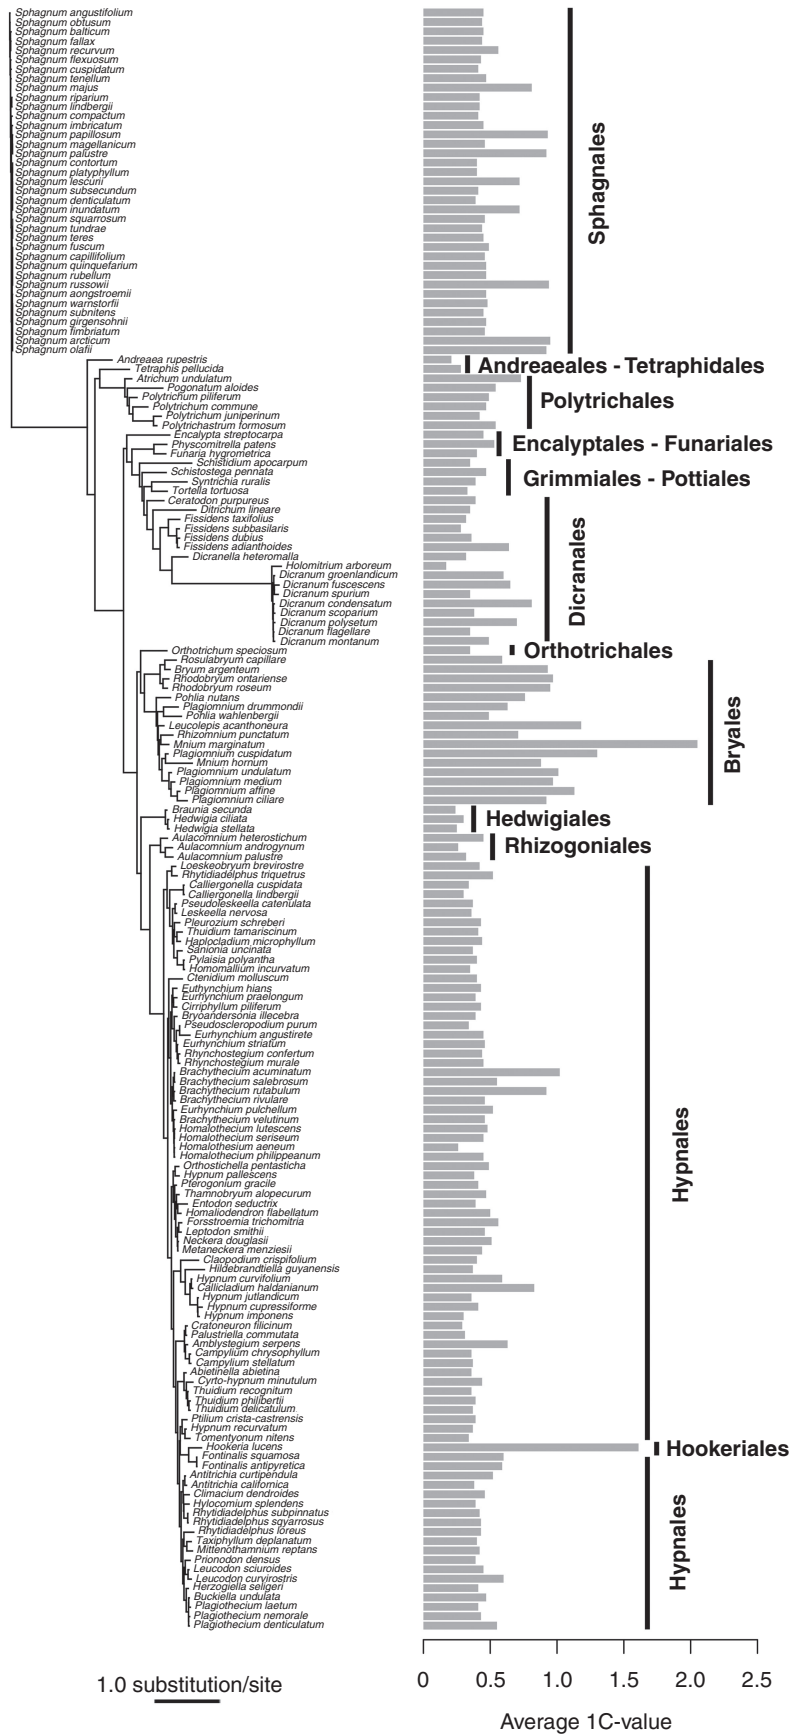 Sphagnum angustifolium
Sphagnum obtusum
Sphagnum balticum
Sphagnum fallax
Sphagnum recurvum
Sphagnum flexuosum
Sphagnum cuspidatum
Sphagnum tenellum
Sphagnum majus
Sphagnum riparium
Sphagnum lindbergii
Sphagnum compactum
Sphagnum imbricatum
Sphagnum papillosum
Sphagnum magellanicum
Sphagnum palustre
Sphagnum contortum
Sphagnum platyphyllum
Sphagnum lescurii
Sphagnum subsecundum
Sphagnum denticulatum
Sphagnum inundatum
Sphagnum squarrosum
Sphagnum tundrae
Sphagnum teres
Sphagnum fuscum
Sphagnum capillifolium
Sphagnum quinquefarium
Sphagnum rubellum
Sphagnum russowii
Sphagnum aongstroemii
Sphagnum warnstorfii
Sphagnum subnitens
Sphagnum girgensohnii
Sphagnum fimbriatum
Sphagnum arcticum
Sphagnum olafii
Sphagnales
Andreaea rupestris
Tetraphis pellucida
Andreaeales - Tetraphidales
Atrichum undulatum
Pogonatum aloides
Polytrichum piliferum
Polytrichum commune
Polytrichum juniperinum
Polytrichastrum formosum
Polytrichales
Encalypta streptocarpa
Physcomitrella patens
Funaria hygrometrica
Encalyptales - Funariales
Schistidium apocarpum
Schistostega pennata
Syntrichia ruralis
Tortella tortuosa
Grimmiales - Pottiales
Ceratodon purpureus
Ditrichum lineare
Fissidens taxifolius
Fissidens subbasilaris
Fissidens dubius
Fissidens adianthoides
Dicranella heteromalla
Holomitrium arboreum
Dicranum groenlandicum
Dicranum fuscescens
Dicranum spurium
Dicranum condensatum
Dicranum scoparium
Dicranum polysetum
Dicranum flagellare
Dicranum montanum
Dicranales
Orthotrichum speciosum
Orthotrichales
Rosulabryum capillare
Bryum argenteum
Rhodobryum ontariense
Rhodobryum roseum
Pohlia nutans
Plagiomnium drummondii
Pohlia wahlenbergii
Leucolepis acanthoneura
Rhizomnium punctatum
Mnium marginatum
Plagiomnium cuspidatum
Mnium hornum
Plagiomnium undulatum
Plagiomnium medium
Plagiomnium affine
Plagiomnium ciliare
Bryales
Braunia secunda
Hedwigia ciliata
Hedwigia stellata
Hedwigiales
Aulacomnium heterostichum
Aulacomnium androgynum
Aulacomnium palustre
Rhizogoniales
Loeskeobryum brevirostre
Rhytidiadelphus triquetrus
Calliergonella cuspidata
Calliergonella lindbergii
Pseudoleskeella catenulata
Leskeella nervosa
Pleurozium schreberi
Thuidium tamariscinum
Haplocladium microphyllum
Sanionia uncinata
Pylaisia polyantha
Homomallium incurvatum
Ctenidium molluscum
Euthynchium hians
Eurhynchium praelongum
Cirriphyllum piliferum
Bryoandersonia illecebra
Pseudoscleropodium purum
Eurhynchium angustirete
Eurhynchium striatum
Rhynchostegium confertum
Rhynchostegium murale
Brachythecium acuminatum
Brachythecium salebrosum
Brachythecium rutabulum
Brachythecium rivulare
Eurhynchium pulchellum
Brachythecium velutinum
Homalothecium lutescens
Homalothecium seriseum
Homalothesium aeneum
Homalothecium philippeanum
Orthostichella pentasticha
Hypnum pallescens
Pterogonium gracile
Thamnobryum alopecurum
Entodon seductrix
Homaliodendron flabellatum
Forsstroemia trichomitria
Leptodon smithii
Neckera douglasii
Metaneckera menziesii
Claopodium crispifolium
Hildebrandtiella guyanensis
Hypnum curvifolium
Callicladium haldanianum
Hypnum jutlandicum
Hypnum cupressiforme
Hypnum imponens
Cratoneuron filicinum
Palustriella commutata
Amblystegium serpens
Campylium chrysophyllum
Campylium stellatum
Abietinella abietina
Cyrto-hypnum minutulum
Thuidium recognitum
Thuidium philibertii
Thuidium delicatulum
Ptilium crista-castrensis
Hypnum recurvatum
Tomentyonum nitens
Hypnales
Hookeria lucens
Hookeriales
Fontinalis squamosa
Fontinalis antipyretica
Antitrichia curtipendula
Antitrichia californica
Climacium dendroides
Hylocomium splendens
Rhytidiadelphus subpinnatus
Rhytidiadelphus sqvarrosus
Rhytidiadelphus loreus
Taxiphyllum deplanatum
Mittenothamnium reptans
Prionodon densus
Leucodon sciuroides
Leucodon curvirostris
Herzogiella seligeri
Buckiella undulata
Plagiothecium laetum
Plagiothecium nemorale
Plagiothecium denticulatum
Hypnales
1.0 substitution/site
0 0.5 1.0 1.5 2.0 2.5
Average 1C-value